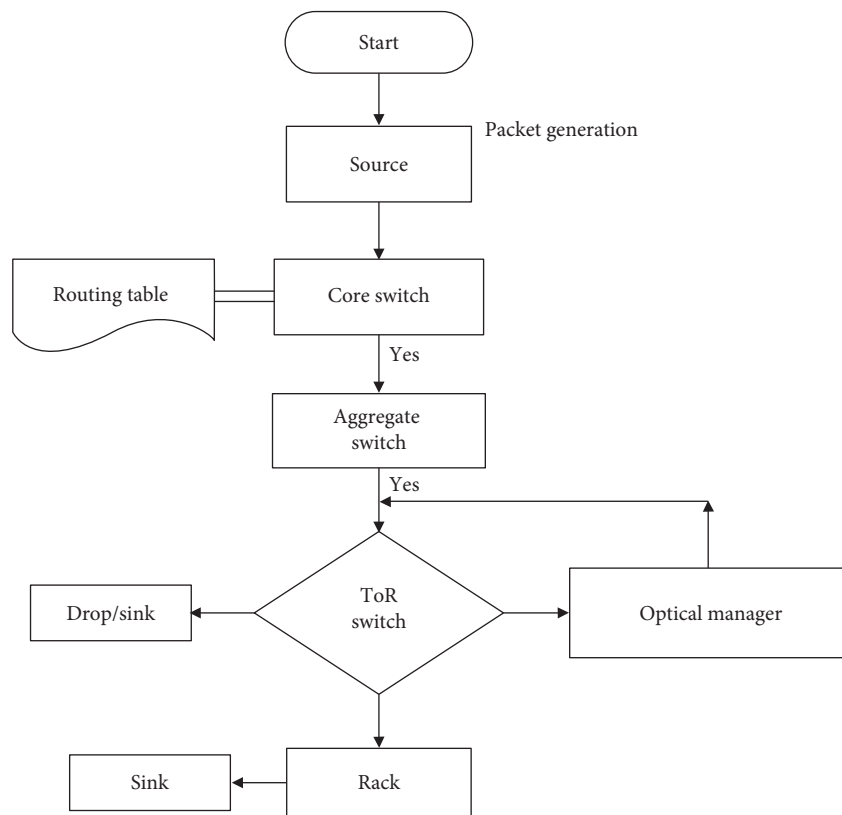 Start
Packet generation
Source
Routing table
Core switch
Yes
Aggregate
switch
Yes
ToR
switch
Drop/sink
Optical manager
Sink
Rack